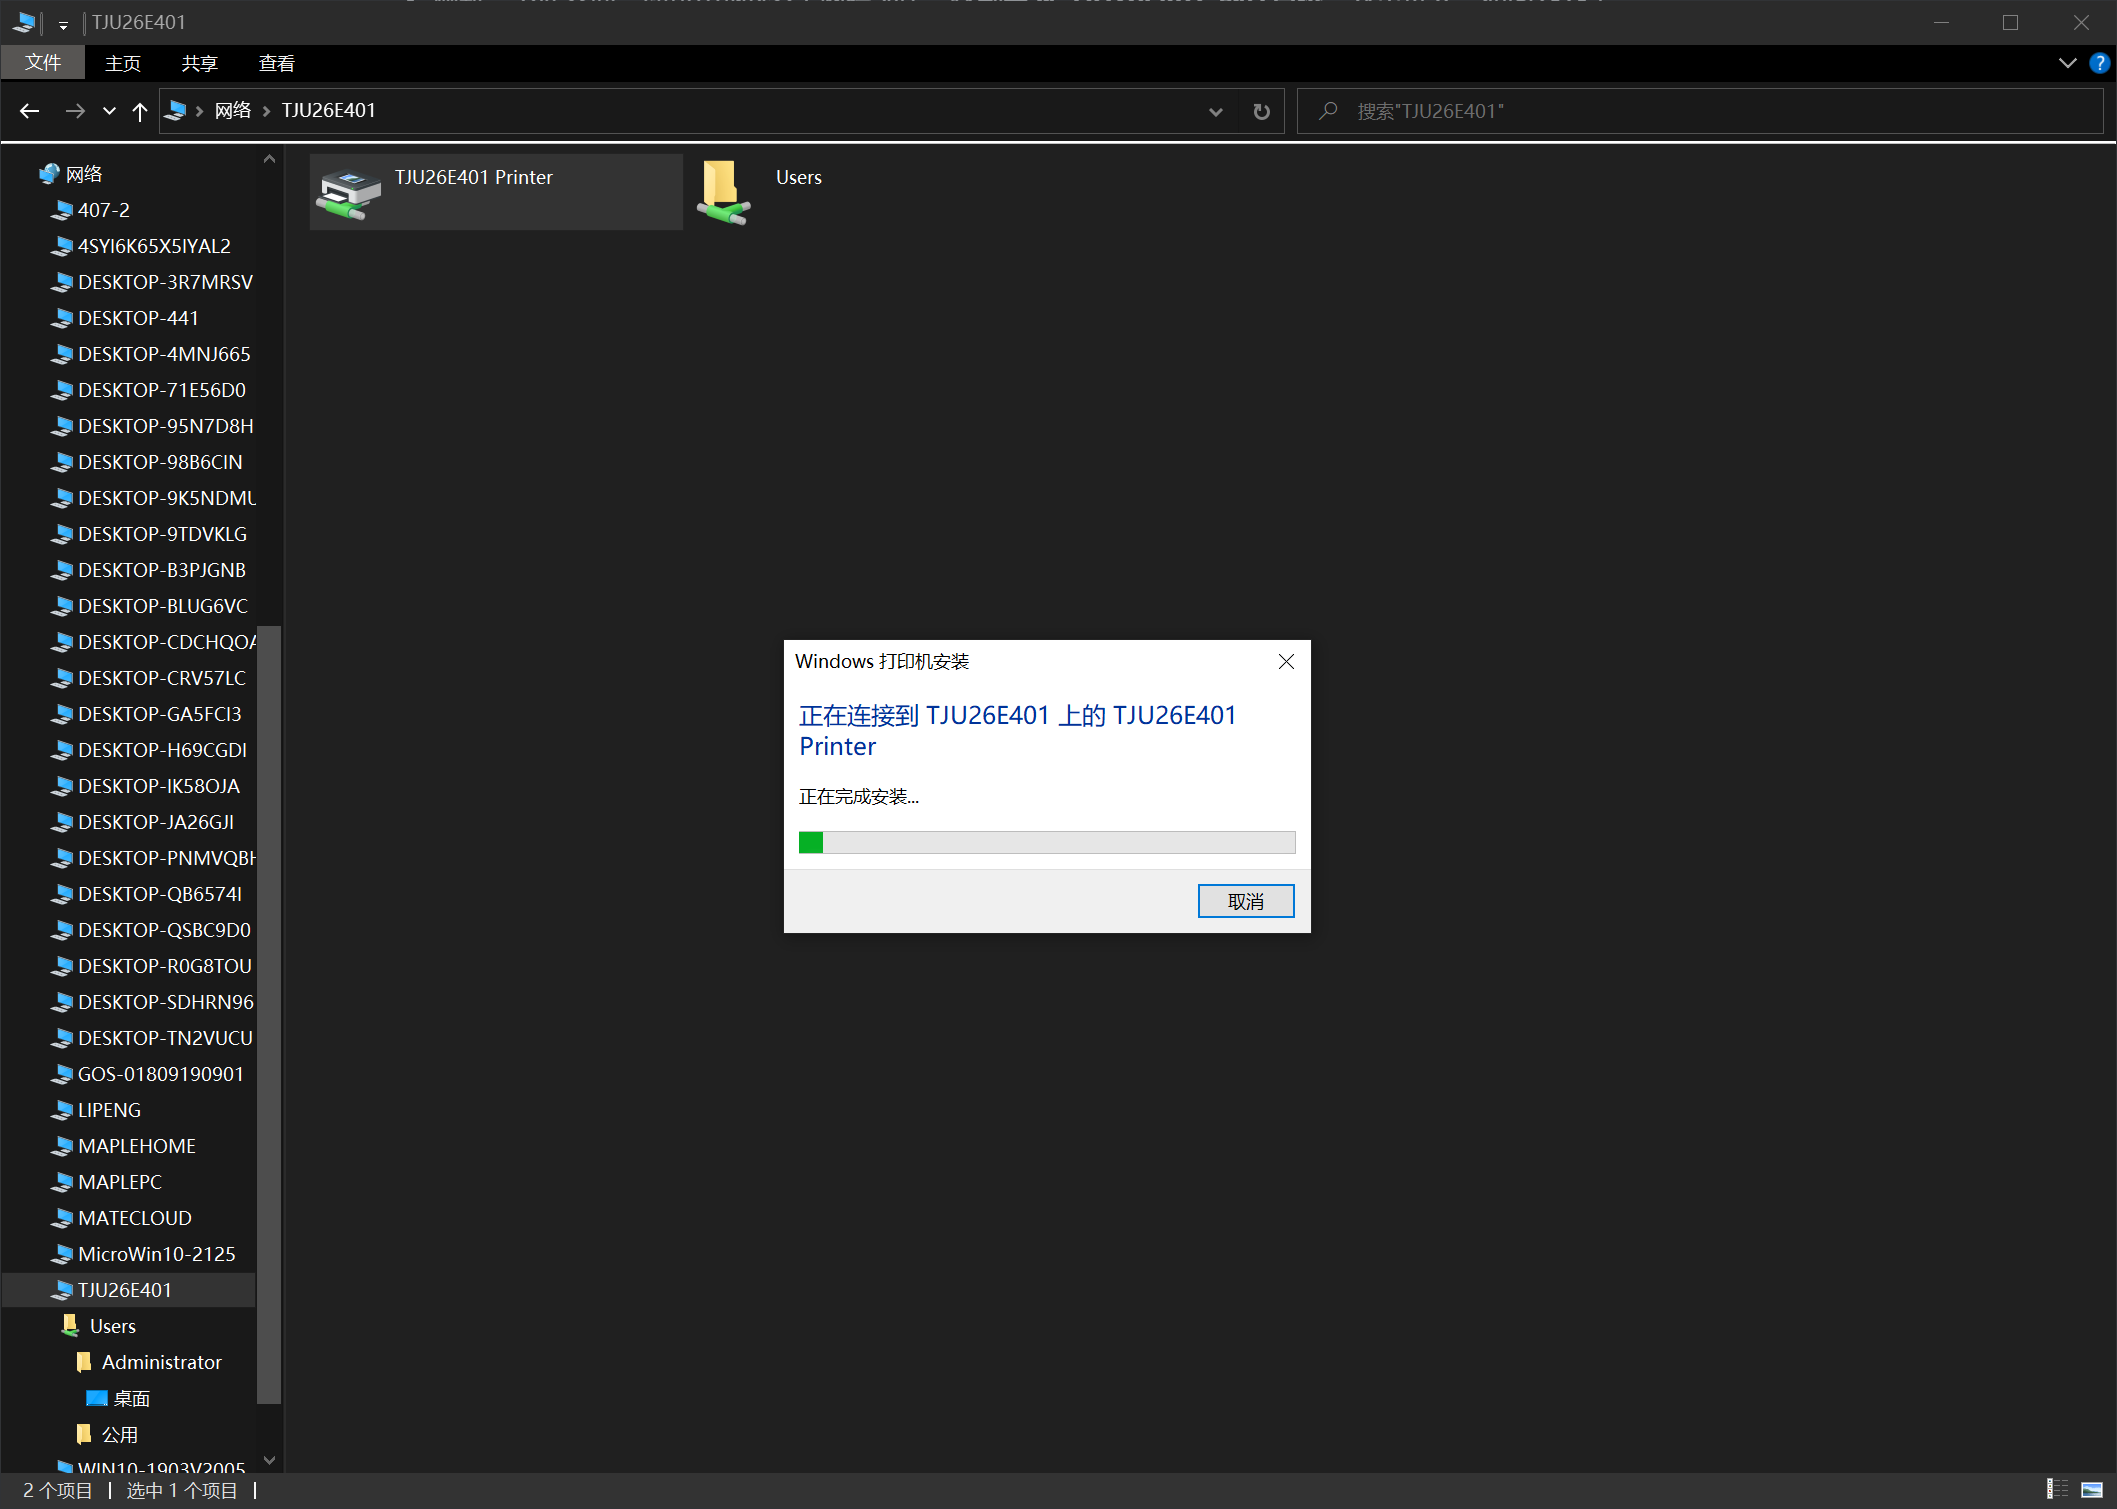 TJU26E401
文件
主页
共享
查看
网络
TJU26E401
搜索"TJU26E401"
网络
407-2
4SYI6K65X5IYAL2
DESKTOP-3R7MRSV
DESKTOP-441
DESKTOP-4MNJ665
DESKTOP-71E56D0
DESKTOP-95N7D8H
DESKTOP-98B6CIN
DESKTOP-9K5NDMU
DESKTOP-9TDVKLG
DESKTOP-B3PJGNB
DESKTOP-BLUG6VC
DESKTOP-CDCHQOA
DESKTOP-CRV57LC
DESKTOP-GA5FCI3
DESKTOP-H69CGDI
DESKTOP-IK58OJA
DESKTOP-JA26GJI
DESKTOP-PNMVQBH
DESKTOP-QB6574I
DESKTOP-QSBC9D0
DESKTOP-R0G8TOU
DESKTOP-SDHRN96
DESKTOP-TN2VUCU
GOS-01809190901
LIPENG
MAPLEHOME
MAPLEPC
MATECLOUD
MicroWin10-2125
TJU26E401
Users
Administrator
桌面
公用
WIN10-1903V2005
TJU26E401 Printer
Users
Windows 打印机安装
正在连接到 TJU26E401 上的 TJU26E401
Printer
正在完成安装...
取消
2 个项目
选中 1 个项目